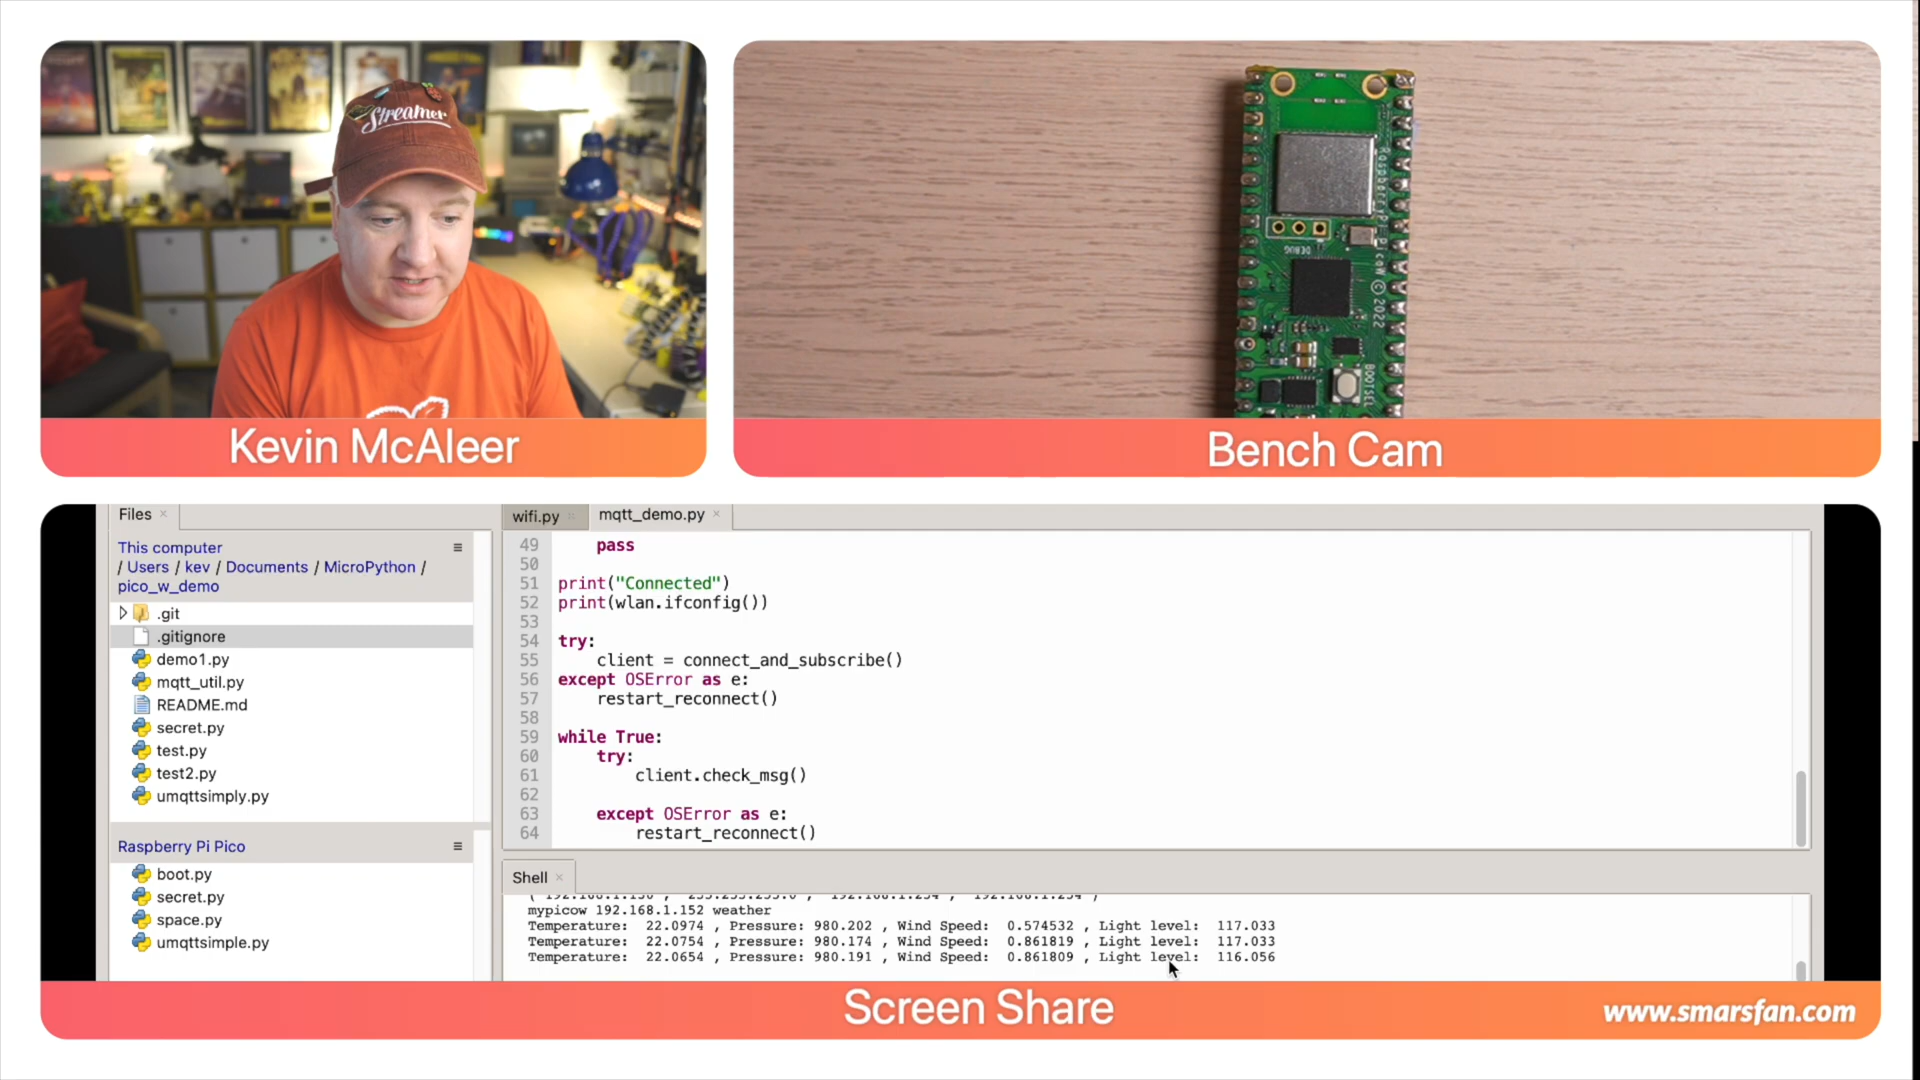 Streamer
Kevin McAleer
DEBUG
Raspberry Pi Pico W © 2022
BOOTSEL
Bench Cam
Files ×
This computer
/ Users / kev / Documents / MicroPython /
pico_w_demo
.git
.gitignore
demo1.py
mqtt_util.py
README.md
secret.py
test.py
test2.py
umqttsimply.py
Raspberry Pi Pico
boot.py
secret.py
space.py
umqttsimple.py
wifi.py mqtt_demo.py ×
49 pass
50
51 print("Connected")
52 print(wlan.ifconfig())
53
54 try:
55 client = connect_and_subscribe()
56 except OSError as e:
57 restart_reconnect()
58
59 while True:
60 try:
61 client.check_msg()
62
63 except OSError as e:
64 restart_reconnect()
Shell ×
mypicow 192.168.1.152 weather
Temperature: 22.0974 , Pressure: 980.202 , Wind Speed: 0.574532 , Light level: 117.033
Temperature: 22.0754 , Pressure: 980.174 , Wind Speed: 0.861819 , Light level: 117.033
Temperature: 22.0654 , Pressure: 980.191 , Wind Speed: 0.861809 , Light level: 116.056
Screen Share
www.smarsfan.com